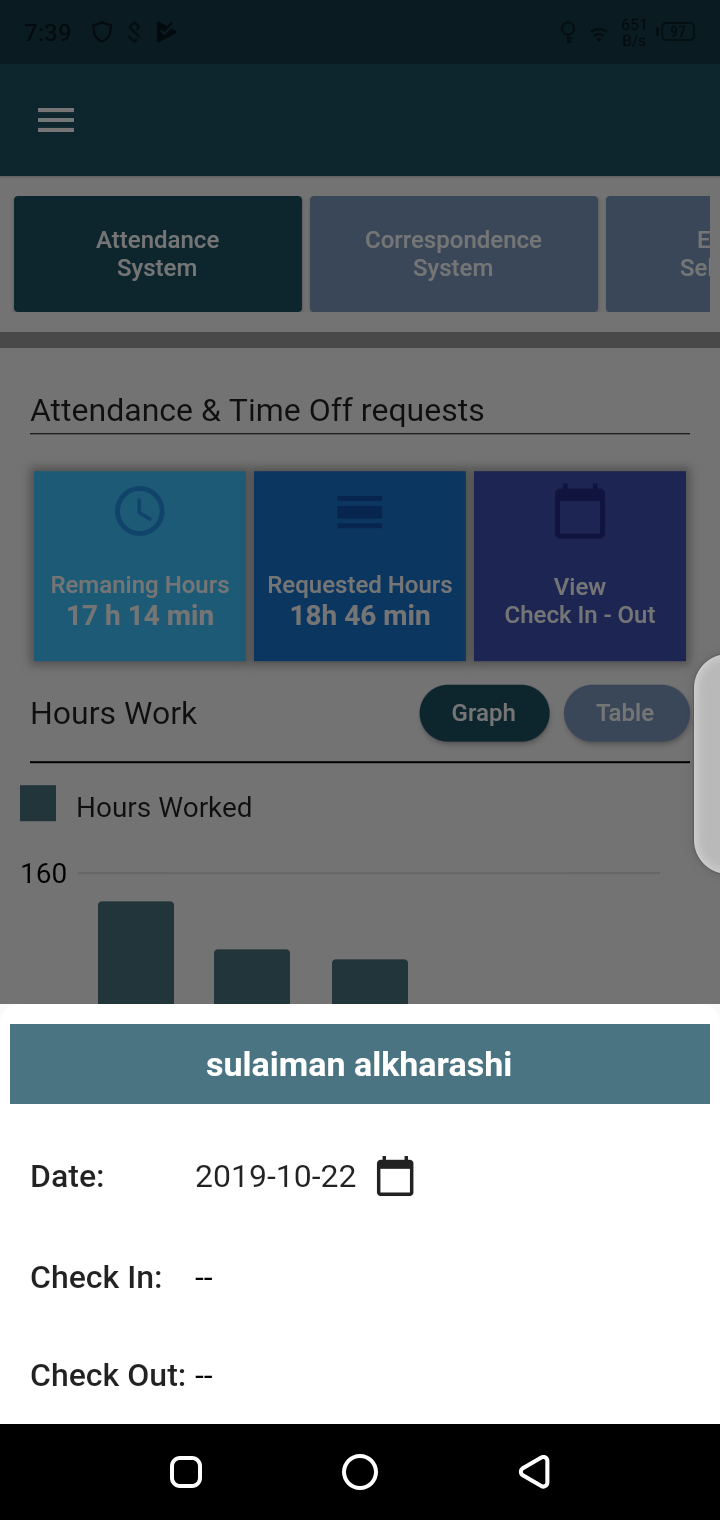 7:39
651
B/s
97
Attendance
System
Correspondence
System
E
Sel
Attendance & Time Off requests
Remaning Hours
17 h 14 min
Requested Hours
18h 46 min
View
Check In - Out
Hours Work
Graph
Table
Hours Worked
160
sulaiman alkharashi
Date: 2019-10-22
Check In: --
Check Out: --